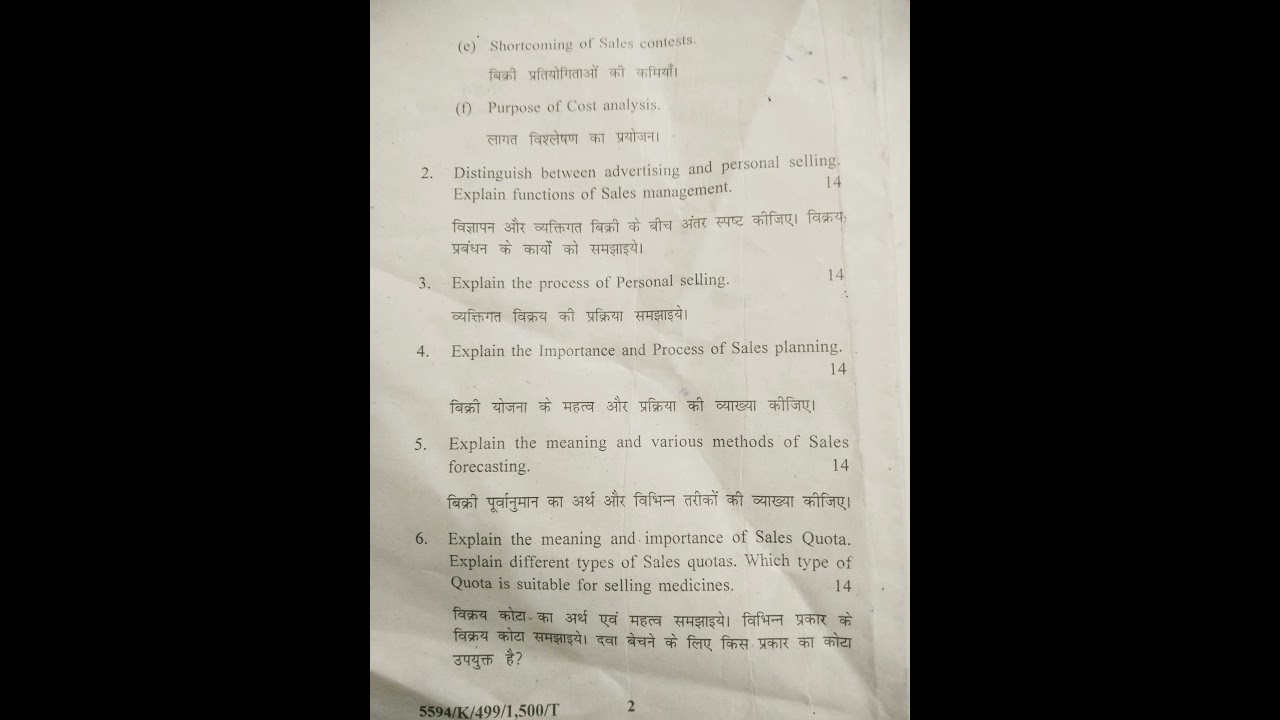 (e) Shortcoming of Sales contests.
बिक्री प्रतियोगिताओं की कमियाँ।
(f) Purpose of Cost analysis.
लागत विश्लेषण का प्रयोजन।
2. Distinguish between advertising and personal selling.
Explain functions of Sales management. 14
विज्ञापन और व्यक्तिगत बिक्री के बीच अंतर स्पष्ट कीजिए। विक्रय
प्रबंधन के कार्यों को समझाइये।
3. Explain the process of Personal selling. 14
व्यक्तिगत विक्रय की प्रक्रिया समझाइये।
4. Explain the Importance and Process of Sales planning.
14
बिक्री योजना के महत्व और प्रक्रिया की व्याख्या कीजिए।
5. Explain the meaning and various methods of Sales
forecasting. 14
बिक्री पूर्वानुमान का अर्थ और विभिन्न तरीकों की व्याख्या कीजिए।
6. Explain the meaning and importance of Sales Quota.
Explain different types of Sales quotas. Which type of
Quota is suitable for selling medicines. 14
विक्रय कोटा का अर्थ एवं महत्व समझाइये। विभिन्न प्रकार के
विक्रय कोटा समझाइये। दवा बेचने के लिए किस प्रकार का कोटा
उपयुक्त है?
5594/K/499/1,500/T 2